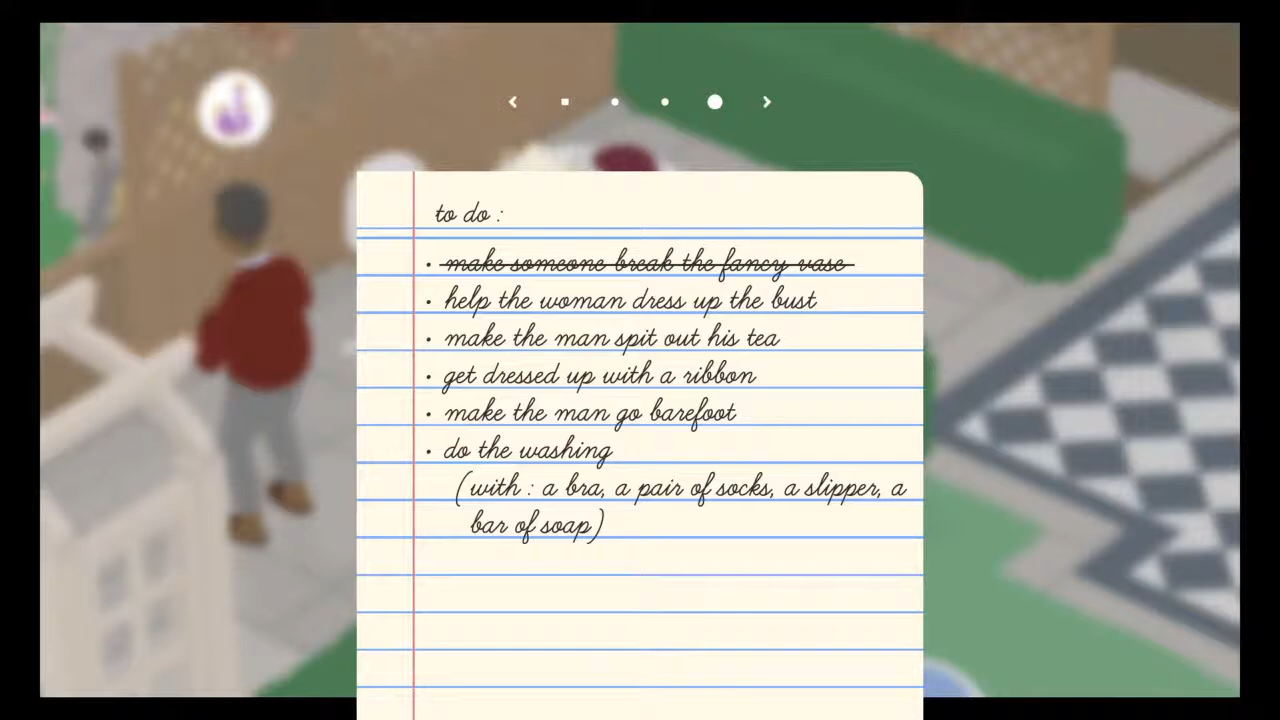 to do :
• make someone break the fancy vase
• help the woman dress up the bust
• make the man spit out his tea
• get dressed up with a ribbon
• make the man go barefoot
• do the washing
(with : a bra, a pair of socks, a slipper, a
bar of soap)